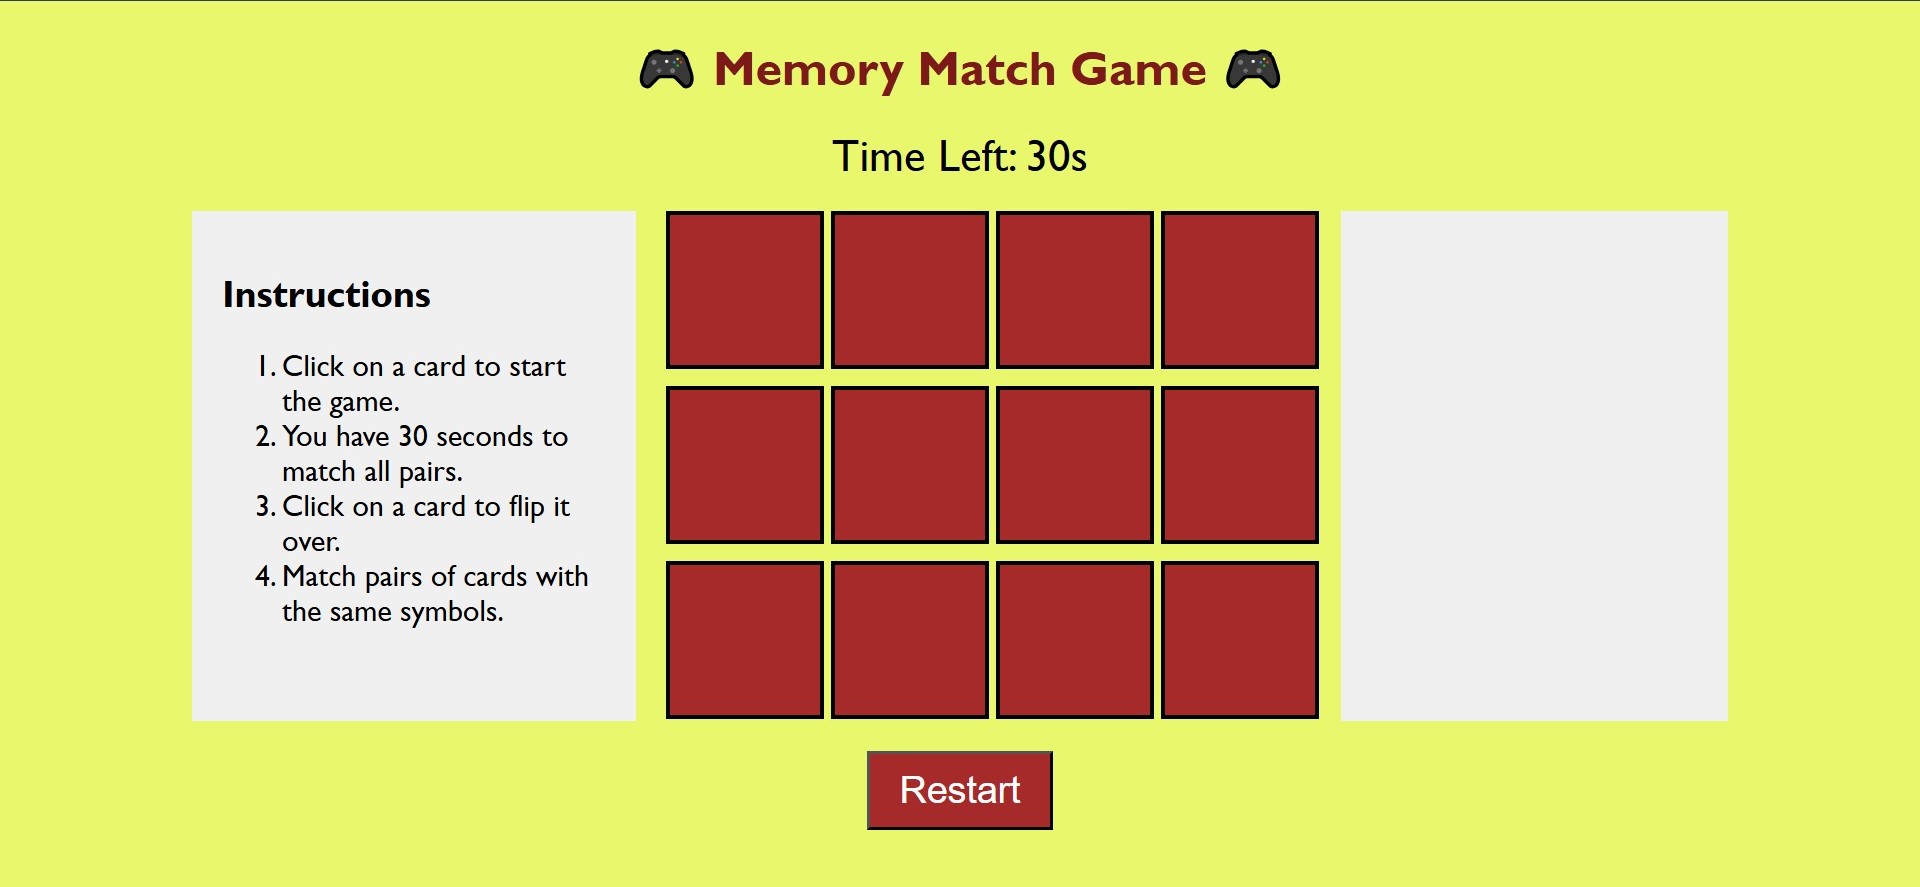 🎮 Memory Match Game 🎮
Time Left: 30s
Instructions
1. Click on a card to start
the game.
2. You have 30 seconds to
match all pairs.
3. Click on a card to flip it
over.
4. Match pairs of cards with
the same symbols.
Restart